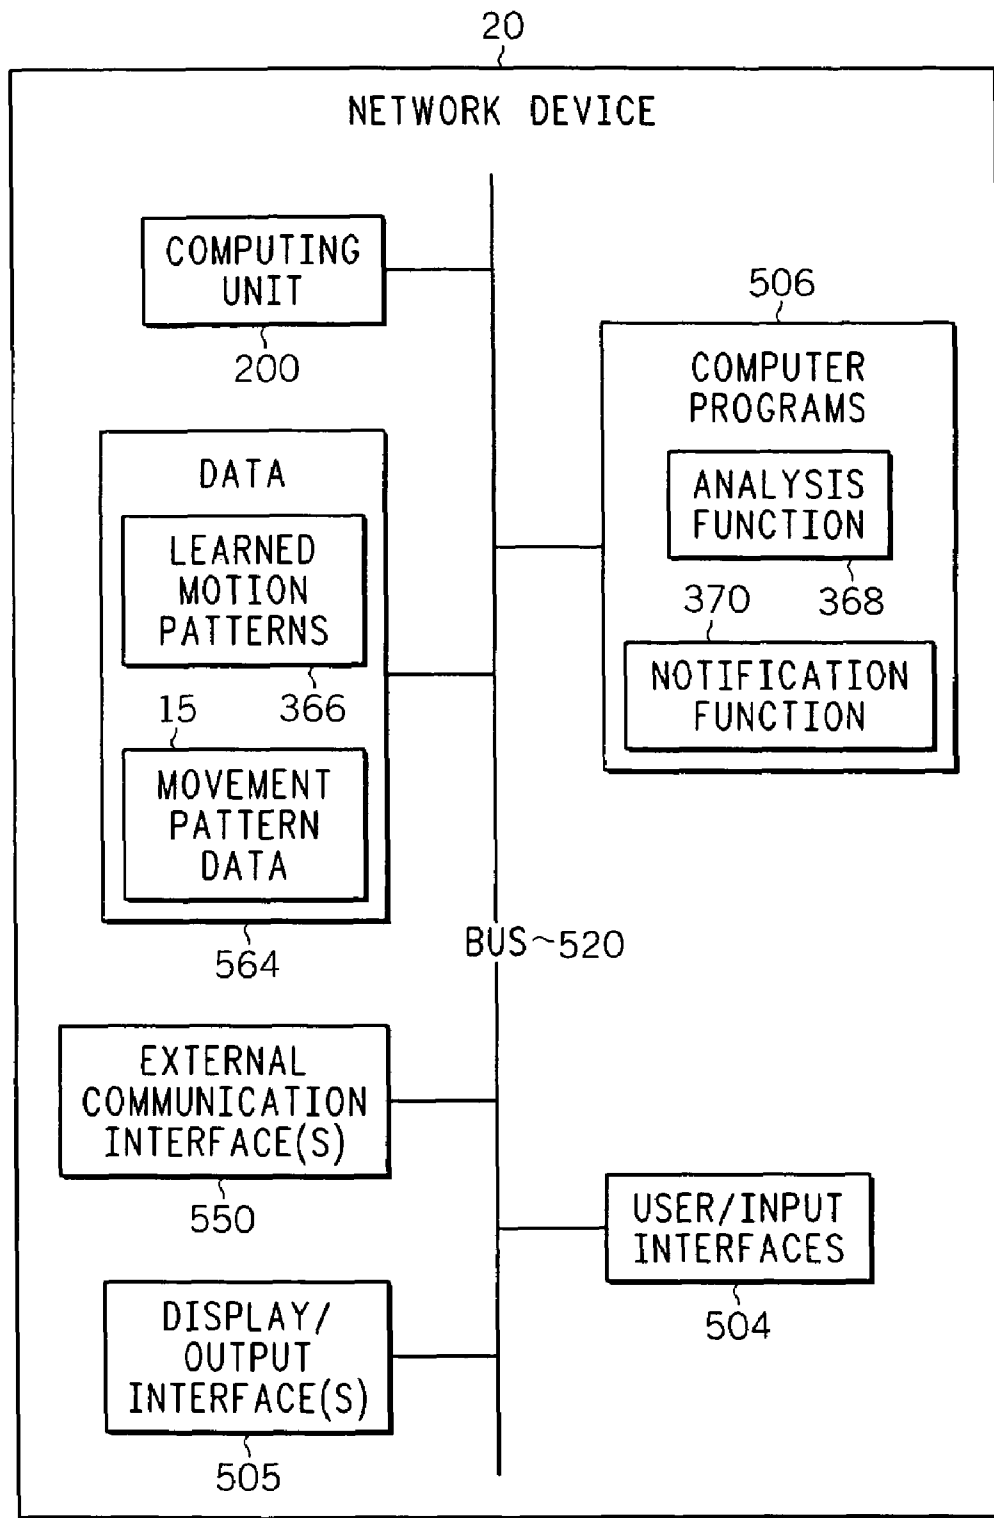 20
NETWORK DEVICE
COMPUTING
UNIT
200
506
COMPUTER
PROGRAMS
ANALYSIS
FUNCTION
368
370
NOTIFICATION
FUNCTION
DATA
LEARNED
MOTION
PATTERNS
366
15
MOVEMENT
PATTERN
DATA
564
BUS~520
EXTERNAL
COMMUNICATION
INTERFACE(S)
550
USER/INPUT
INTERFACES
504
DISPLAY/
OUTPUT
INTERFACE(S)
505